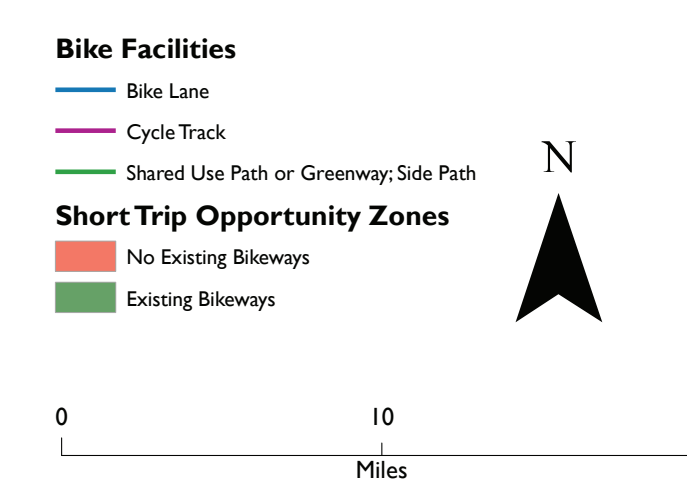 Bike Facilities
Bike Lane
Cycle Track
Shared Use Path or Greenway; Side Path
N
Short Trip Opportunity Zones
No Existing Bikeways
Existing Bikeways
0 10
Miles